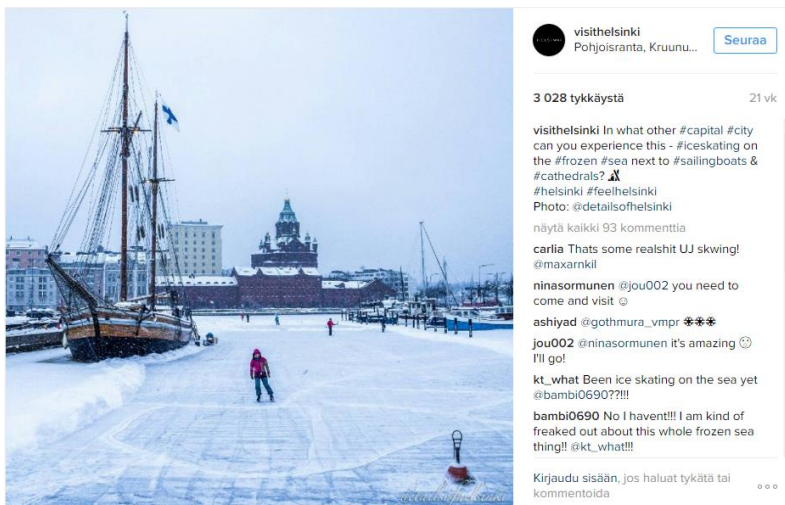 visithelsinki
Pohjoisranta, Kruunu...
Seuraa
3 028 tykkäystä
21 vk
visithelsinki In what other #capital #city
can you experience this - #iceskating on
the #frozen #sea next to #sailingboats &
#cathedrals?
#helsinki #feelhelsinki
Photo: @detailsofhelsinki
näytä kaikki 93 kommenttia
carlia Thats some realshit UJ skwing!
@maxarnkil
ninasormunen @jou002 you need to
come and visit ☺
ashiyad @gothmura_vmpr
jou002 @ninasormunen it's amazing
I'll go!
kt_what Been ice skating on the sea yet
@bambi0690??!!!
bambi0690 No I havent!!! I am kind of
freaked out about this whole frozen sea
thing!! @kt_what!!!
Kirjaudu sisään, jos haluat tykätä tai
kommentoida
detailsofhelsinki